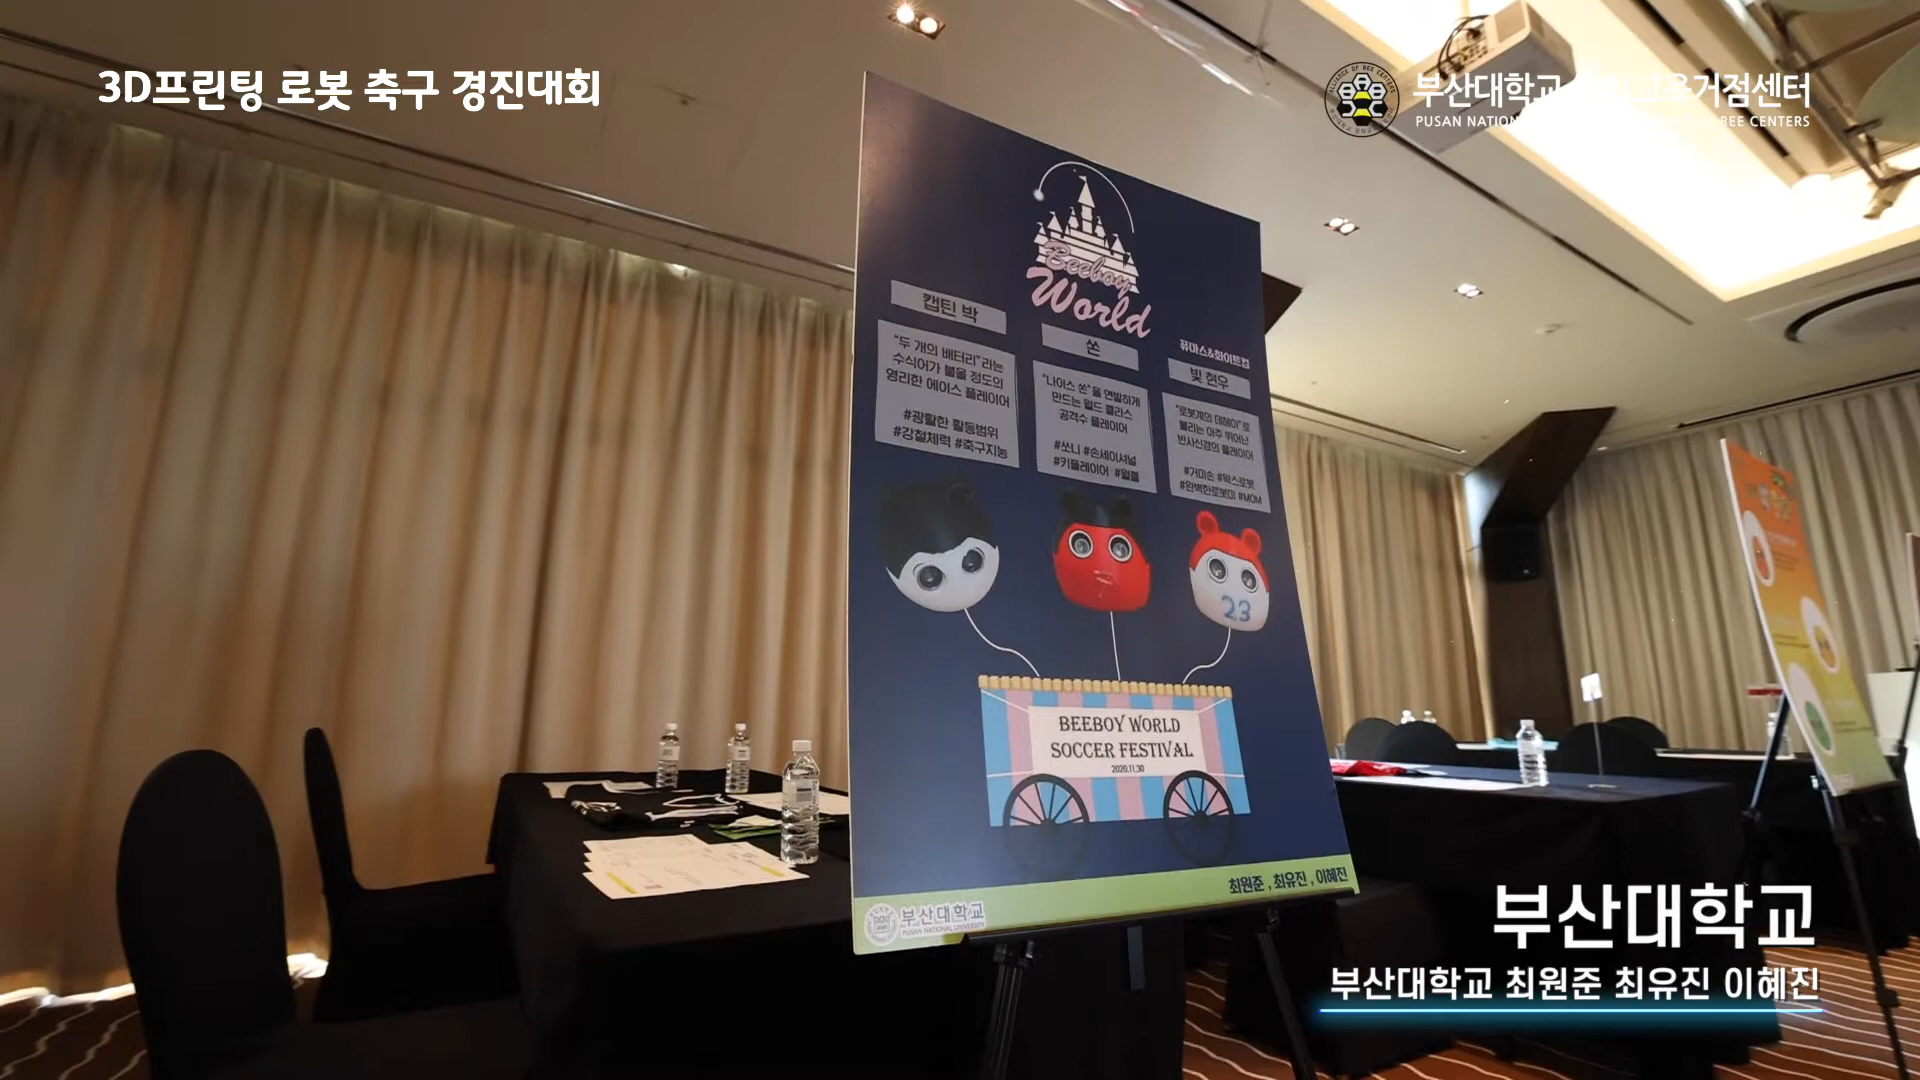 3D프린팅 로봇 축구 경진대회
부산대학교 교육거점센터
PUSAN NATION BEE CENTERS
Beeboy
World
캡틴 박
"두 개의 배터리"라는
수식어가 붙을 정도의
영리한 에이스 플레이어
#광활한 활동범위
#강철체력 #축구지능
쏜
"나이스 쏜"을 연발하게
만드는 월드 클라스
공격수 플레이어
#쏘니 #손세이셔널
#키플레이어 #월클
퓨마스&화이트컴
빛 현우
"로봇계의 데헤아"로
불리는 아주 뛰어난
반사신경의 플레이어
#거미손 #왁스로봇
#완벽한로봇미 #MOM
23
BEEBOY WORLD
SOCCER FESTIVAL
2020.11.30
최원준 , 최유진 , 이혜진
부산대학교
PUSAN NATIONAL UNIVERSITY
부산대학교
부산대학교 최원준 최유진 이혜진